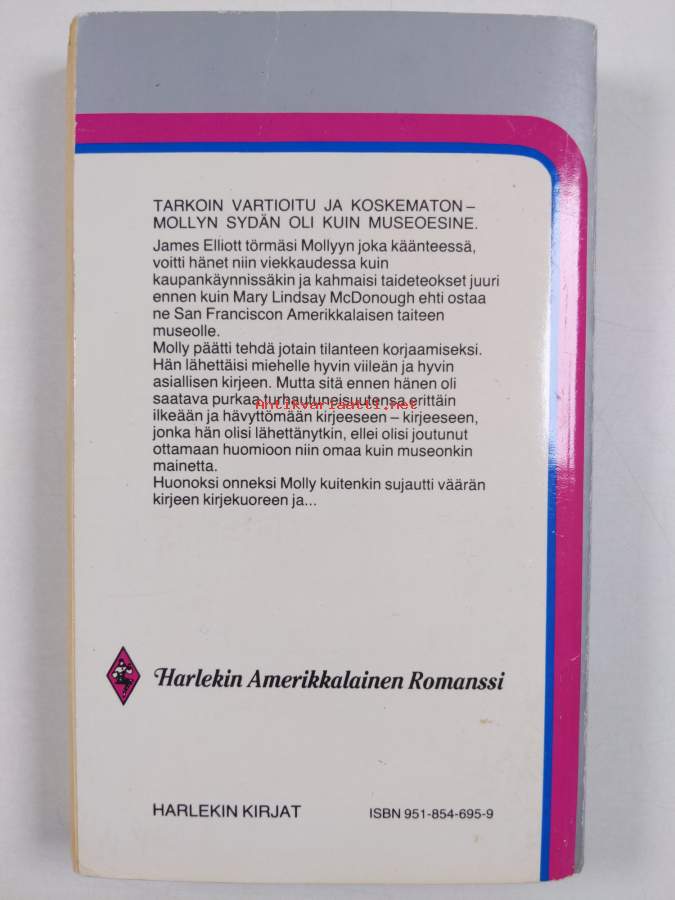 TARKOIN VARTIOITU JA KOSKEMATON –
MOLLYN SYDÄN OLI KUIN MUSEOESINE.
James Elliott törmäsi Mollyyn joka käänteessä,
voitti hänet niin viekkaudessa kuin
kaupankäynnissäkin ja kahmaisi taideteokset juuri
ennen kuin Mary Lindsay McDonough ehti ostaa
ne San Franciscon Amerikkalaisen taiteen
museolle.
Molly päätti tehdä jotain tilanteen korjaamiseksi.
Hän lähettäisi miehelle hyvin viileän ja hyvin
asiallisen kirjeen. Mutta sitä ennen hänen oli
saatava purkaa turhautuneisuutensa erittäin
Antikvariaatti.net
ilkeään ja hävyttömään kirjeeseen – kirjeeseen,
jonka hän olisi lähettänytkin, ellei olisi joutunut
ottamaan huomioon niin omaa kuin museonkin
mainetta.
Huonoksi onneksi Molly kuitenkin sujautti väärän
kirjeen kirjekuoreen ja...
Harlekin Amerikkalainen Romanssi
HARLEKIN KIRJAT
ISBN 951-854-695-9